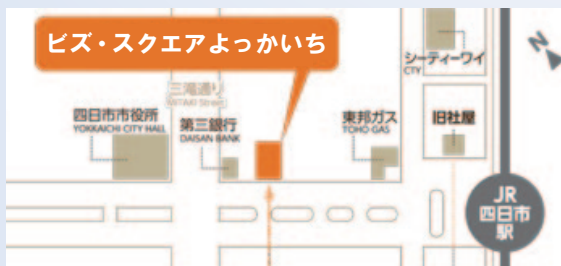 ビズ・スクエアよっかいち
シーティーワイ
CTY
N
三滝通り
MITAKI Street
四日市市役所
YOKKAICHI CITY HALL
第三銀行
DAISAN BANK
東邦ガス
TOHO GAS
旧社屋
JR
四日市
駅